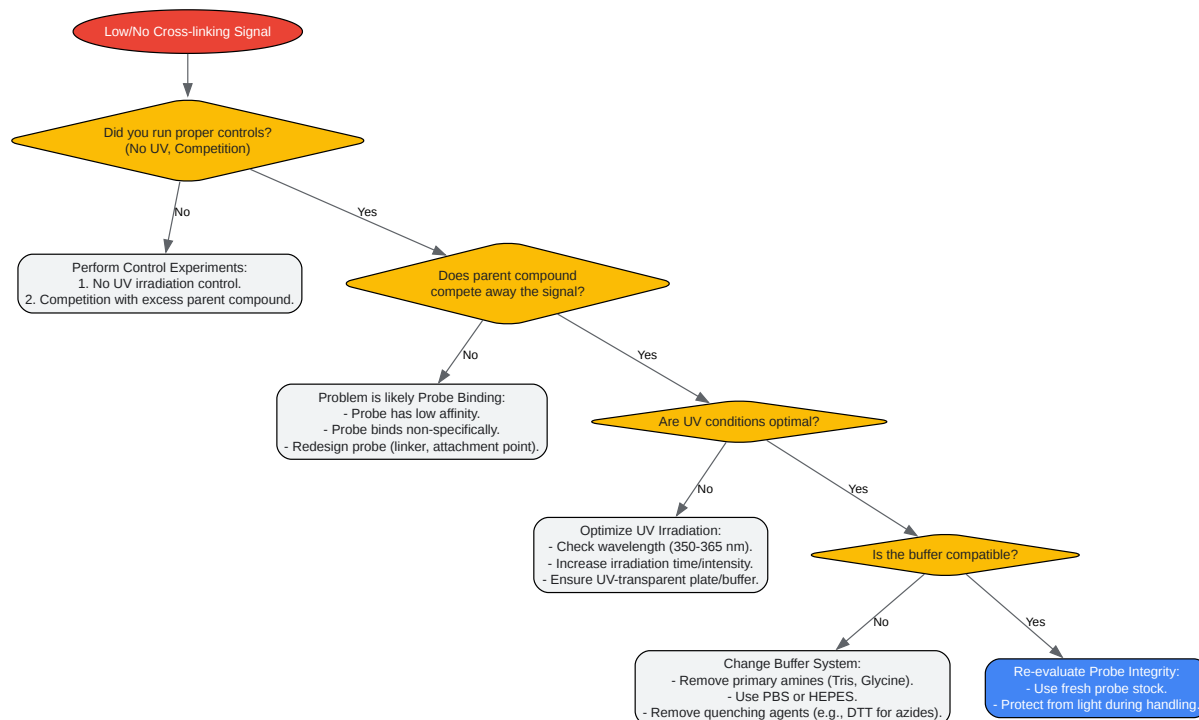 Low/No Cross-linking Signal
Did you run proper controls?
(No UV, Competition)
No
Yes
Perform Control Experiments:
1. No UV irradiation control.
2. Competition with excess parent compound.
Does parent compound
compete away the signal?
No
Yes
Problem is likely Probe Binding:
- Probe has low affinity.
- Probe binds non-specifically.
- Redesign probe (linker, attachment point).
Are UV conditions optimal?
No
Yes
Optimize UV Irradiation:
- Check wavelength (350-365 nm).
- Increase irradiation time/intensity.
- Ensure UV-transparent plate/buffer.
Is the buffer compatible?
No
Yes
Change Buffer System:
- Remove primary amines (Tris, Glycine).
- Use PBS or HEPES.
- Remove quenching agents (e.g., DTT for azides).
Re-evaluate Probe Integrity:
- Use fresh probe stock.
- Protect from light during handling.